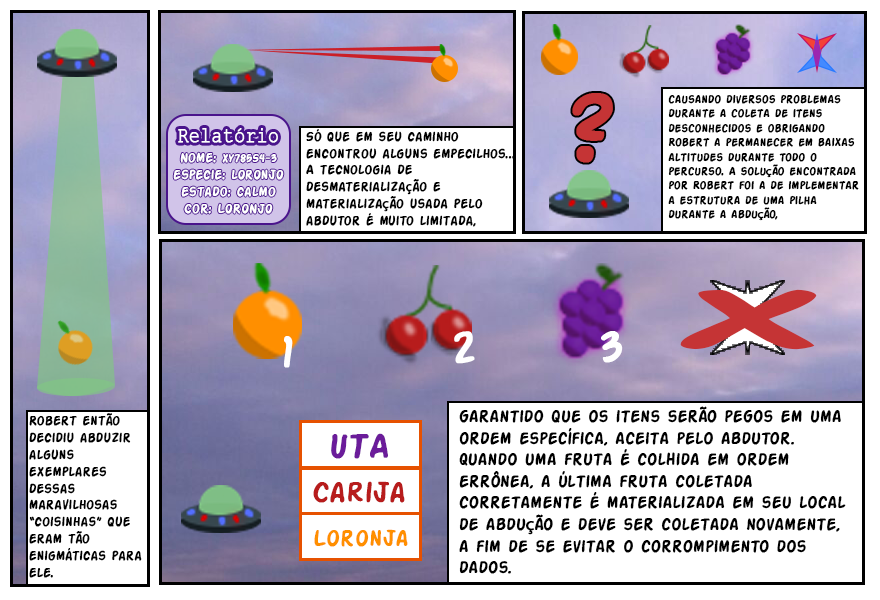 ROBERT ENTÃO
DECIDIU ABDUZIR
ALGUNS
EXEMPLARES
DESSAS
MARAVILHOSAS
"COISINHAS" QUE
ERAM TÃO
ENIGMÁTICAS PARA
ELE.
Relatório
NOME: XY78554-3
ESPECIE: LORONJO
ESTADO: CALMO
COR: LORONJO
SÓ QUE EM SEU CAMINHO
ENCONTROU ALGUNS EMPECILHOS...
A TECNOLOGIA DE
DESMATERIALIZAÇÃO E
MATERIALIZAÇÃO USADA PELO
ABDUTOR É MUITO LIMITADA,
?
CAUSANDO DIVERSOS PROBLEMAS
DURANTE A COLETA DE ITENS
DESCONHECIDOS E OBRIGANDO
ROBERT A PERMANECER EM BAIXAS
ALTITUDES DURANTE TODO O
PERCURSO. A SOLUÇÃO ENCONTRADA
POR ROBERT FOI A DE IMPLEMENTAR
A ESTRUTURA DE UMA PILHA
DURANTE A ABDUÇÃO,
1
2
3
UTA
CARIJA
LORONJA
GARANTIDO QUE OS ITENS SERÃO PEGOS EM UMA
ORDEM ESPECÍFICA, ACEITA PELO ABDUTOR.
QUANDO UMA FRUTA É COLHIDA EM ORDEM
ERRÔNEA, A ÚLTIMA FRUTA COLETADA
CORRETAMENTE É MATERIALIZADA EM SEU LOCAL
DE ABDUÇÃO E DEVE SER COLETADA NOVAMENTE,
A FIM DE SE EVITAR O CORROMPIMENTO DOS
DADOS.